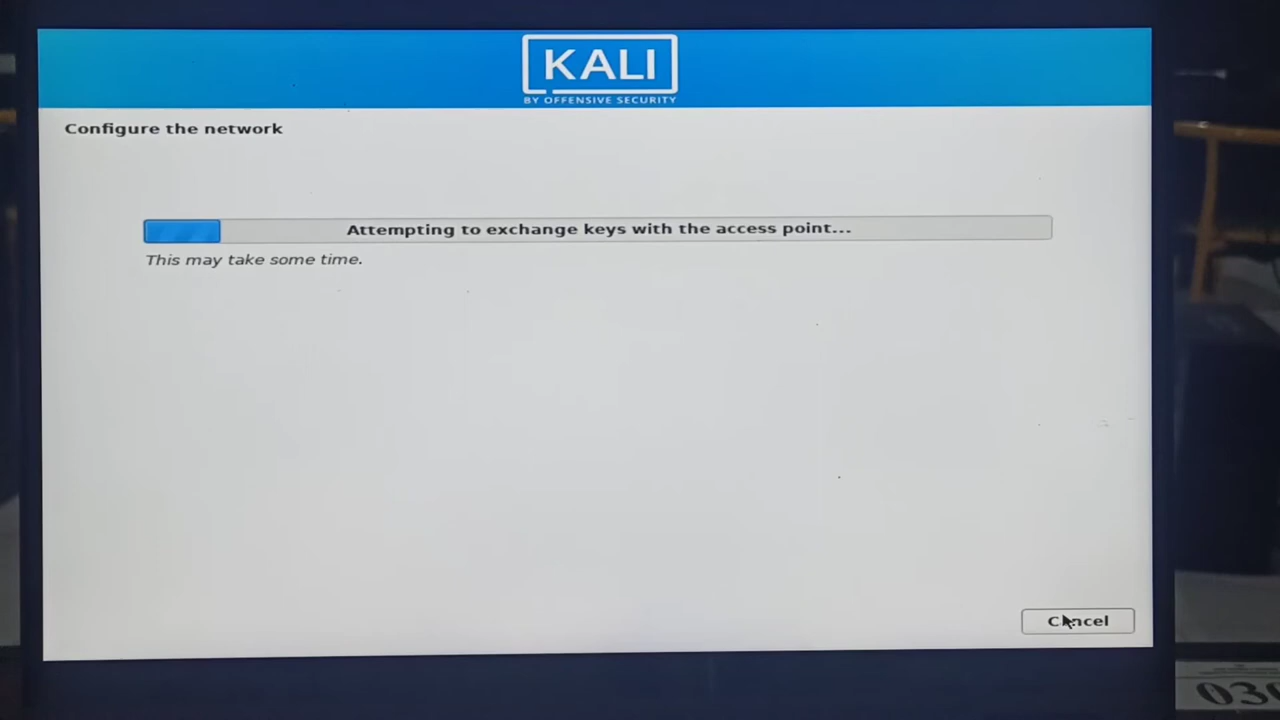 KALI
BY OFFENSIVE SECURITY
Configure the network
Attempting to exchange keys with the access point...
This may take some time.
Cancel